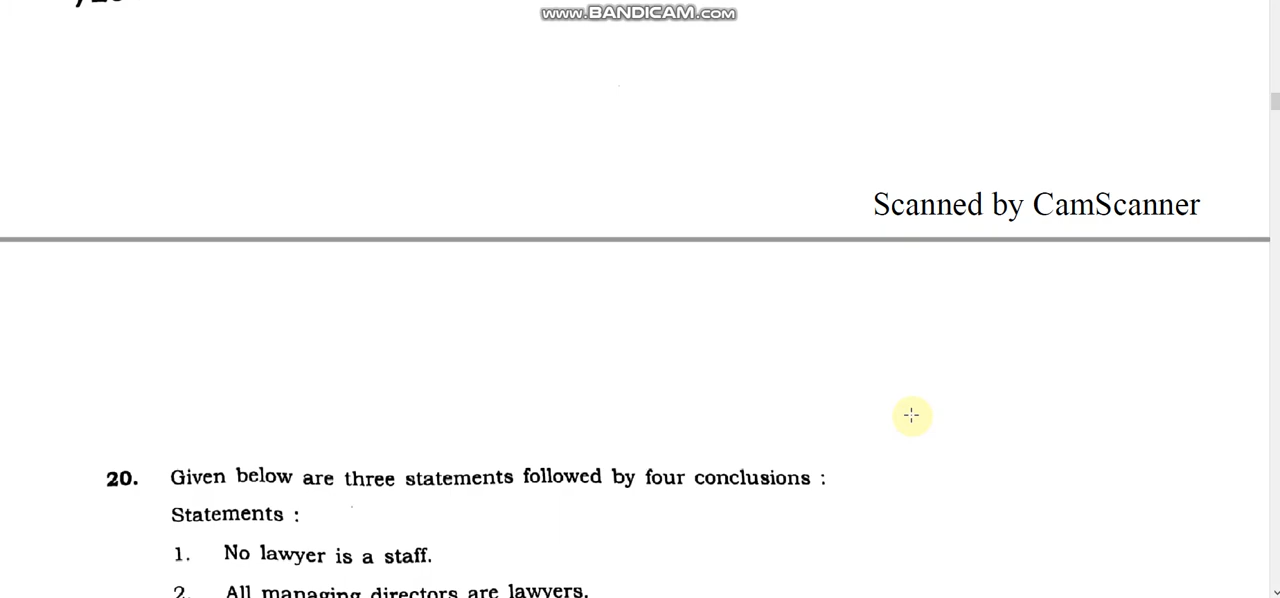 www.BANDICAM.com
Scanned by CamScanner
20. Given below are three statements followed by four conclusions :
Statements :
1. No lawyer is a staff.
2. All managing directors are lawyers.